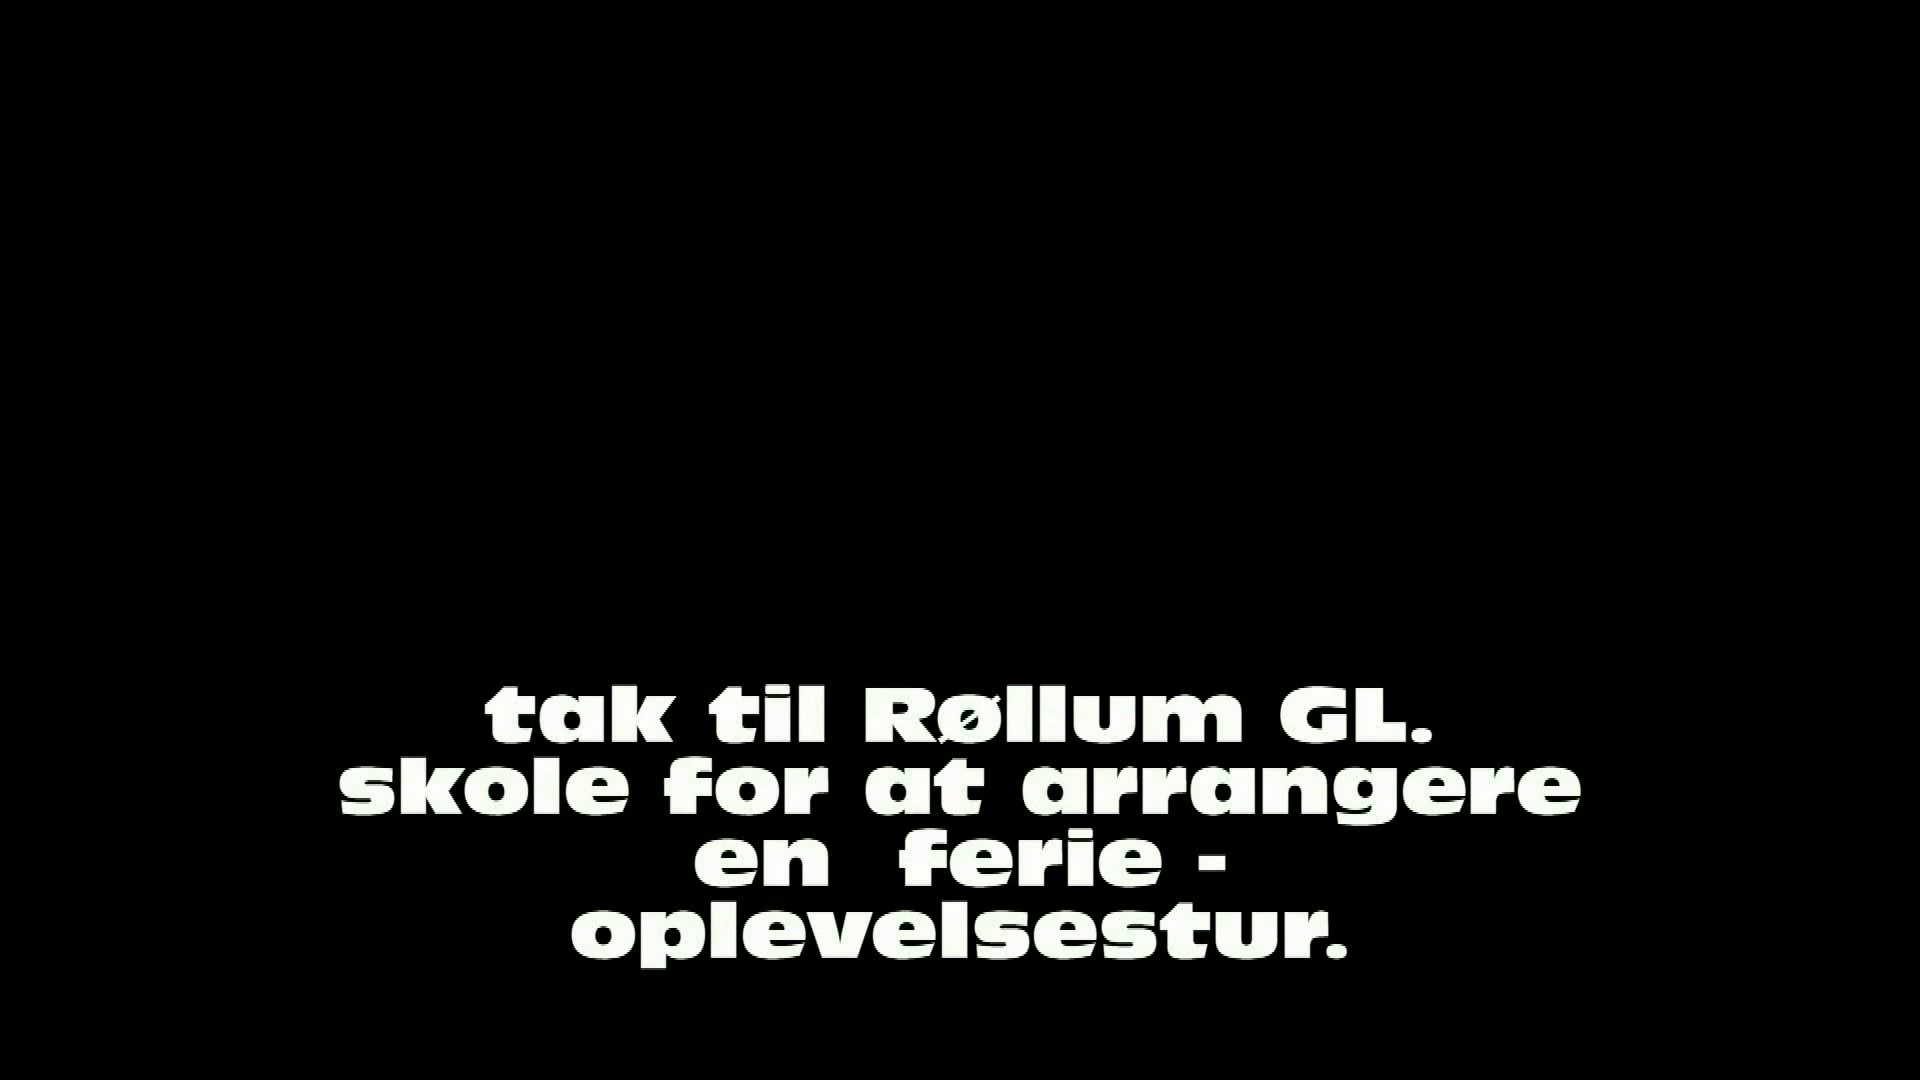 tak til Røllum GL.
skole for at arrangere
en  ferie -
oplevelsestur.